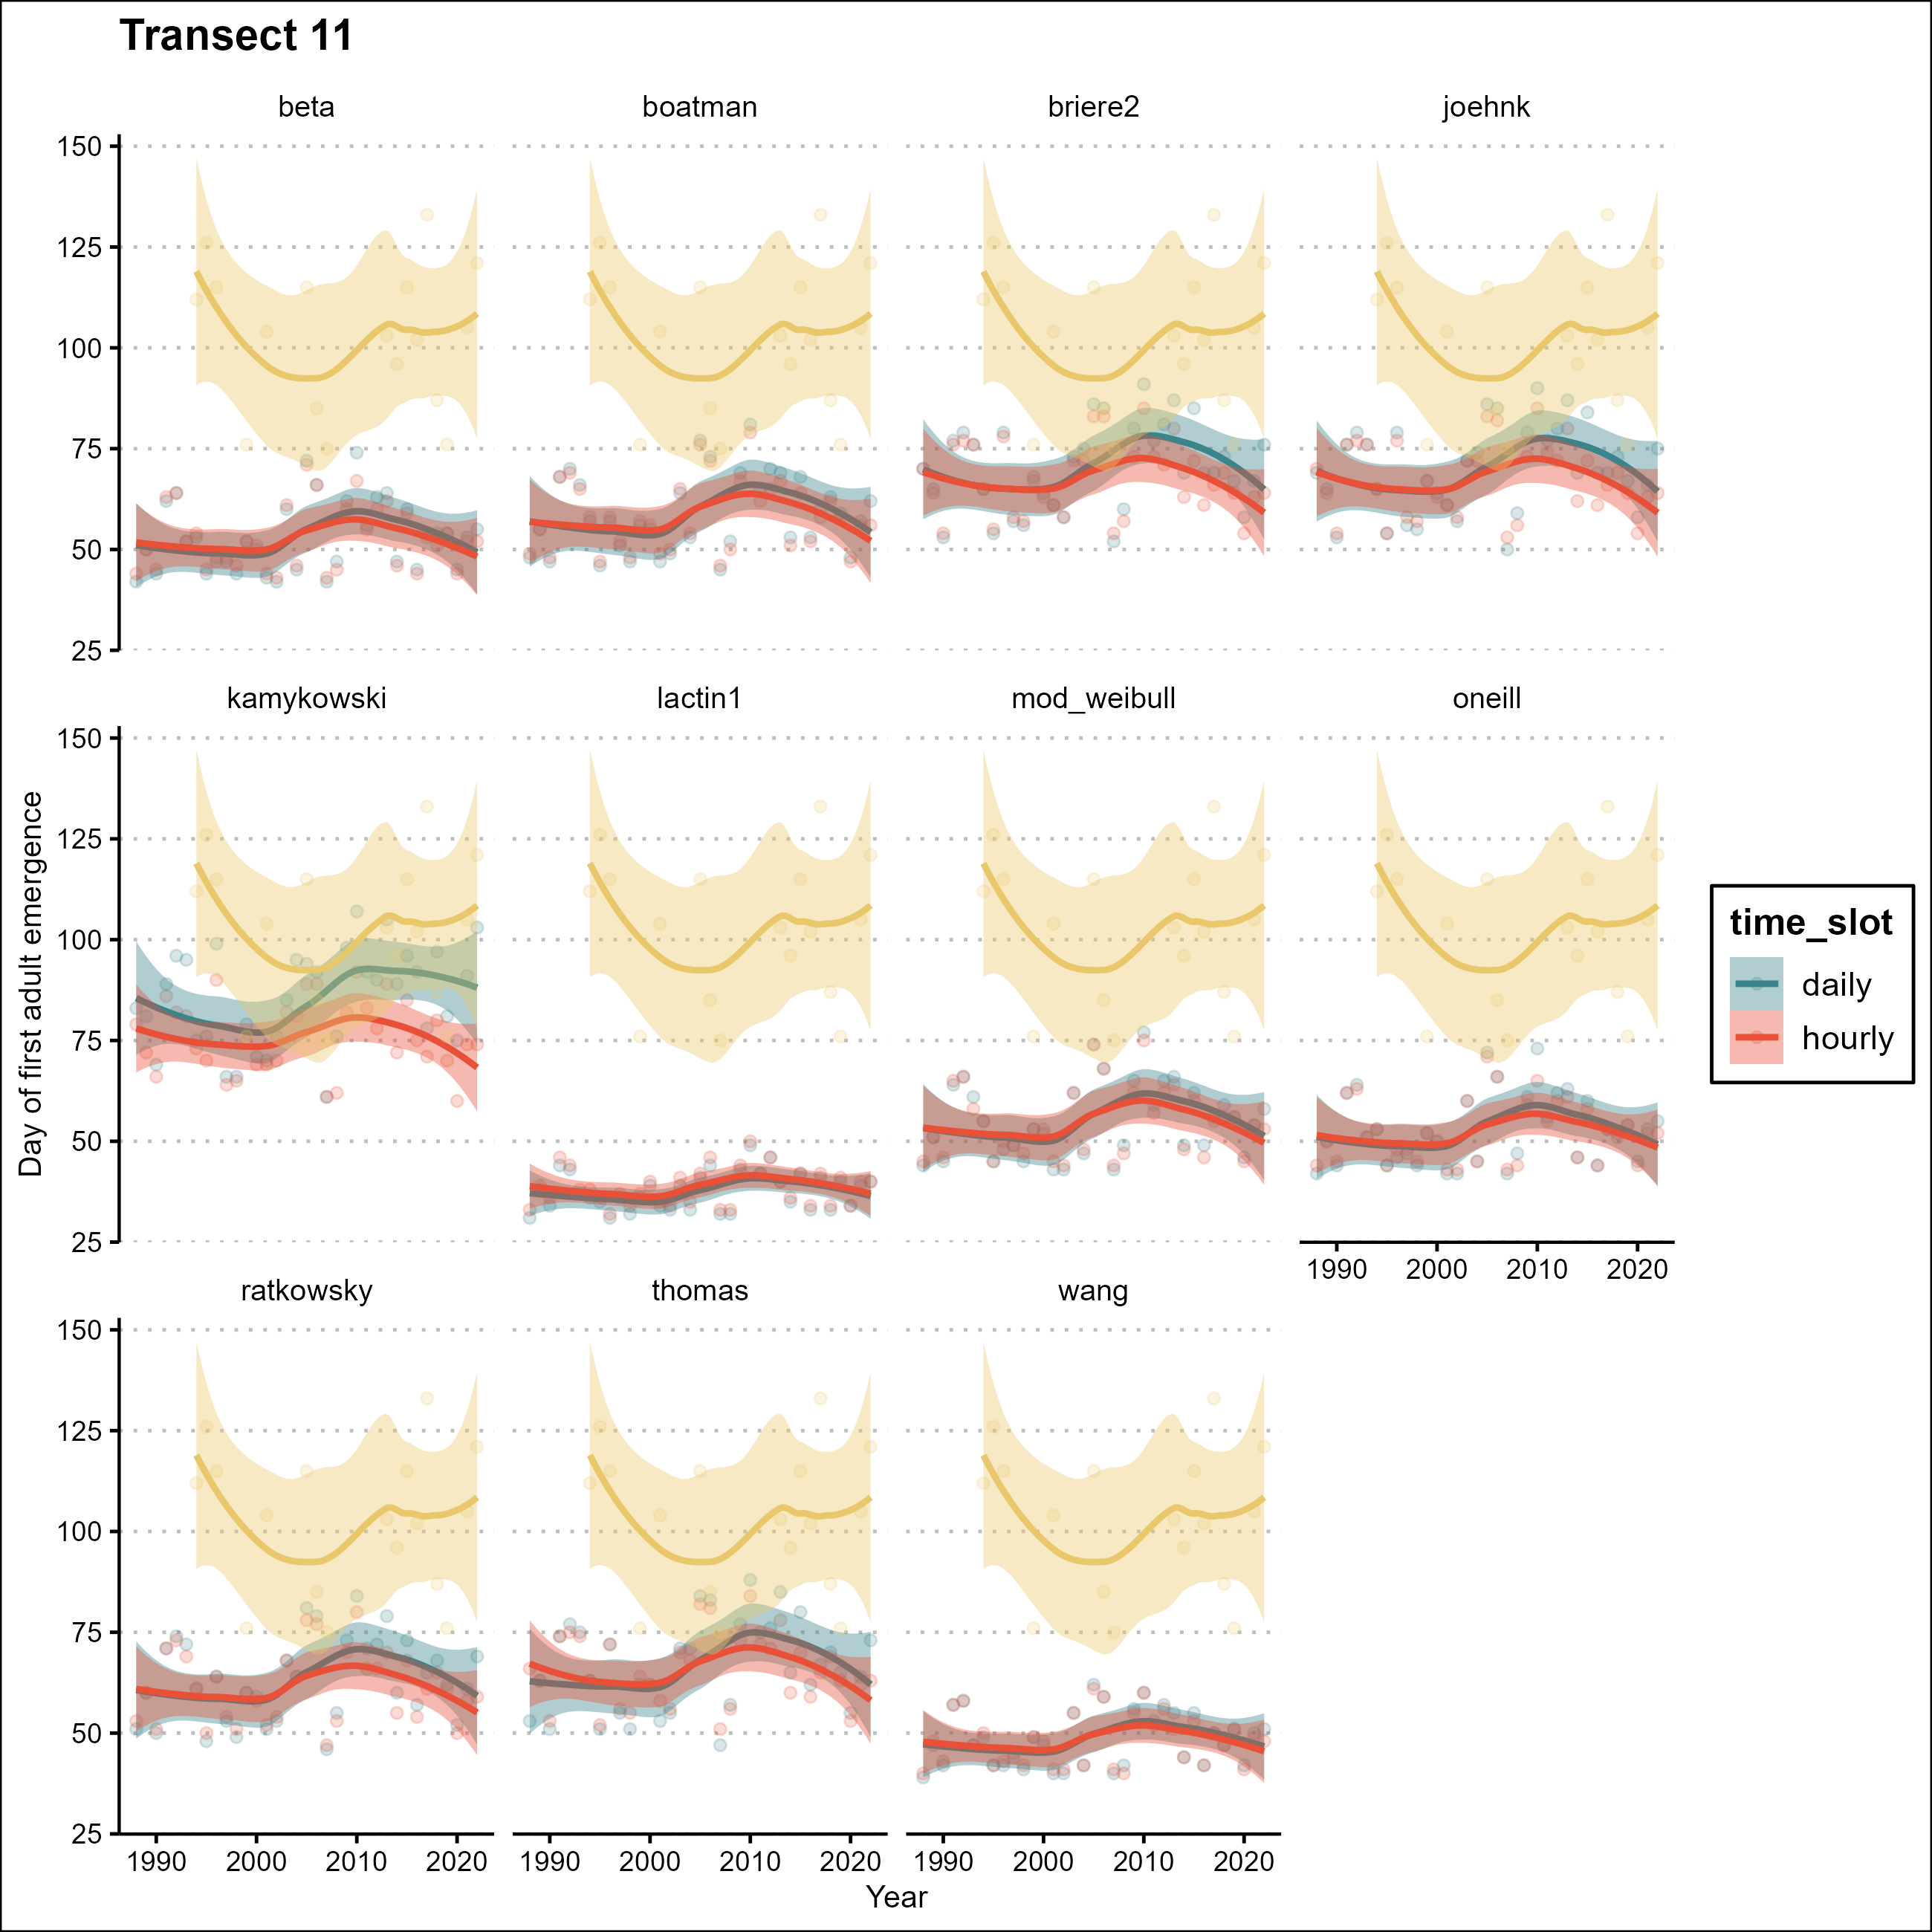 Transect 11
beta boatman briere2 joehnk
150
125
100
75
50
25
kamykowski lactin1 mod_weibull oneill
150
125
100
75
50
25
1990 2000 2010 2020
ratkowsky thomas wang
150
125
100
75
50
25
1990 2000 2010 2020 1990 2000 2010 2020 1990 2000 2010 2020
Year
Day of first adult emergence
time_slot
daily
hourly